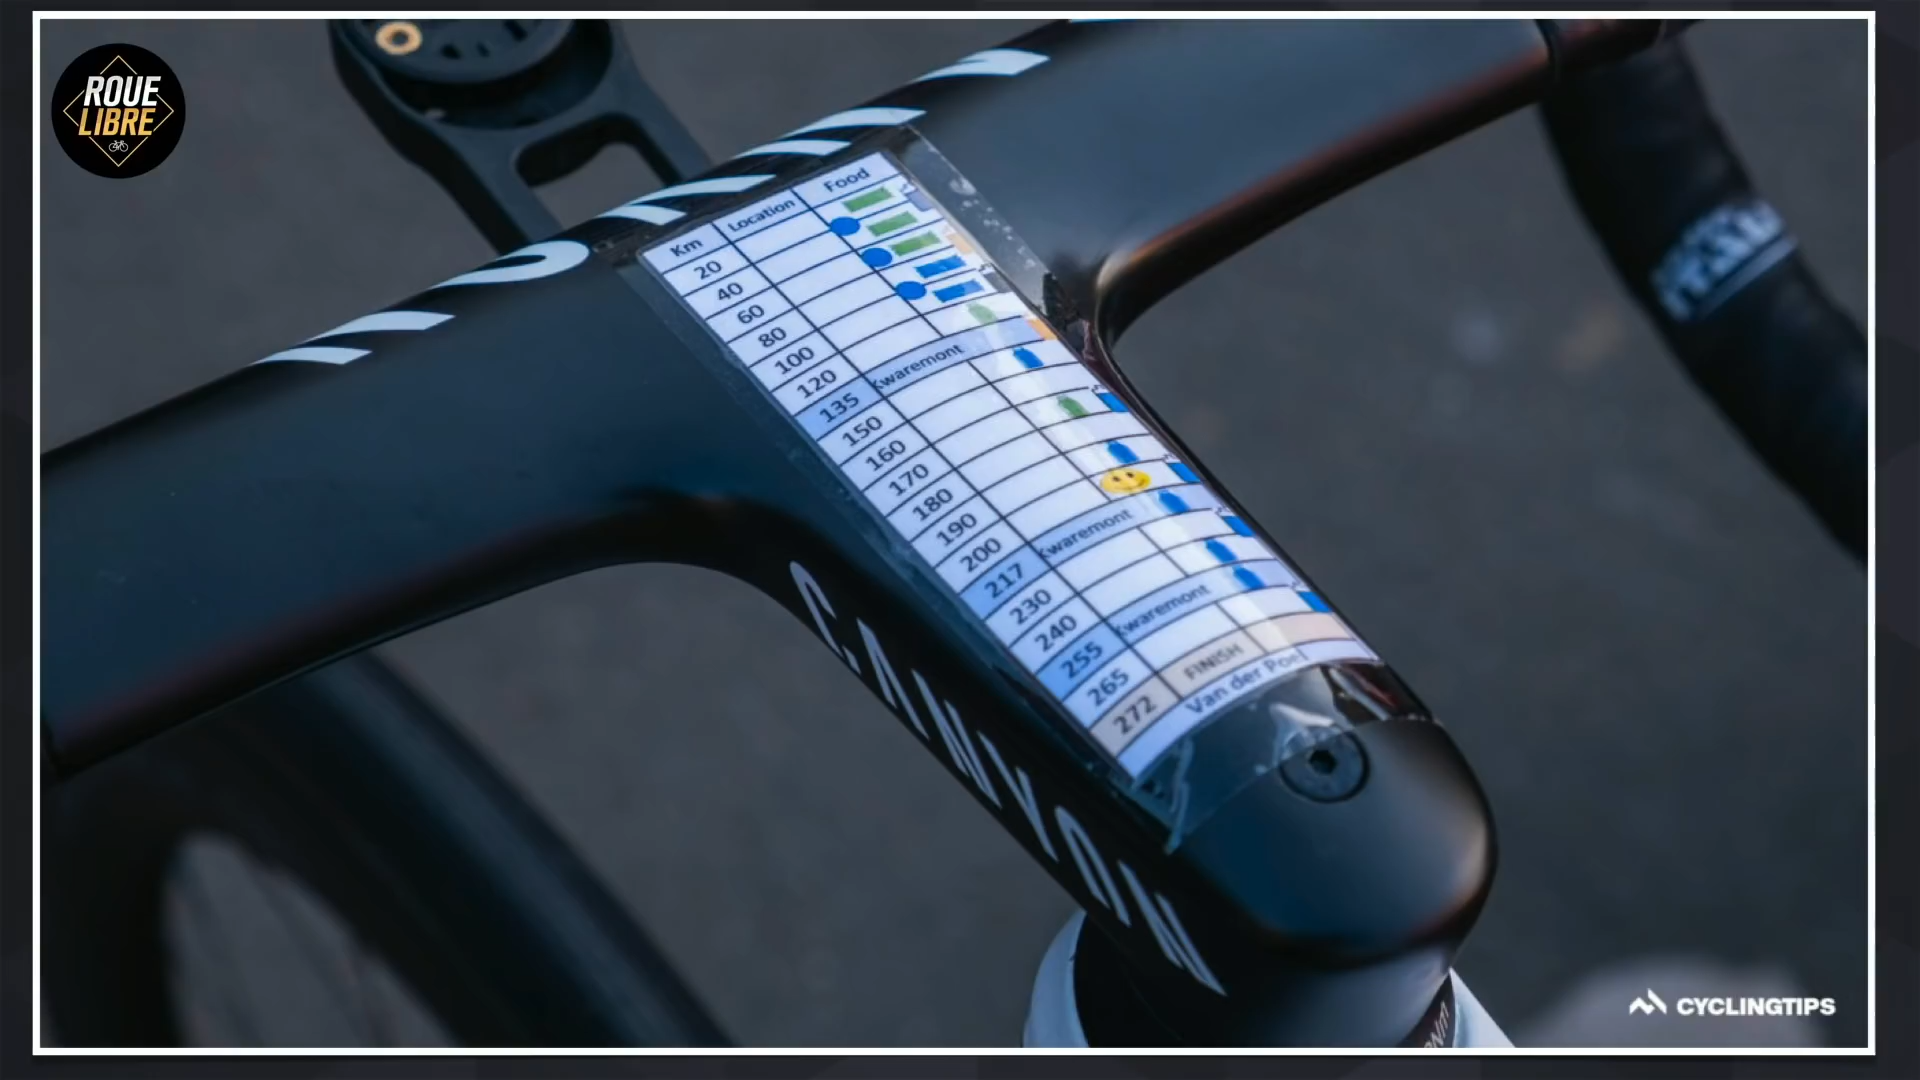 ROUE
LIBRE
Km Location Food
20
40
60
80
100
120
135 Kwaremont
150
160
170
180
190
200
217 Kwaremont
230
240
255 Kwaremont
265
272 FINISH
Van der Poel
CANYON
CYCLINGTIPS